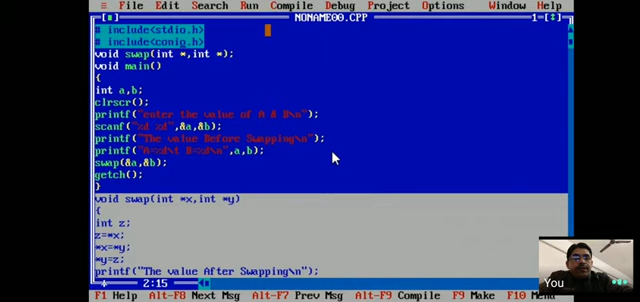 ≡ File Edit Search Run Compile Debug Project Options Window Help
NONAME00.CPP 1=[↕]
# include<stdio.h>
# include<conio.h>
void swap(int *,int *);
void main()
{
int a,b;
clrscr();
printf("enter the value of A & B\n");
scanf("%d %d",&a,&b);
printf("The value Before Swapping\n");
printf("A=%d\t B=%d\n",a,b);
swap(&a,&b);
getch();
}
void swap(int *x,int *y)
{
int z;
z=*x;
*x=*y;
*y=z;
printf("The value After Swapping\n");
2:15
F1 Help Alt-F8 Next Msg Alt-F7 Prev Msg Alt-F9 Compile F9 Make F10 Menu
You